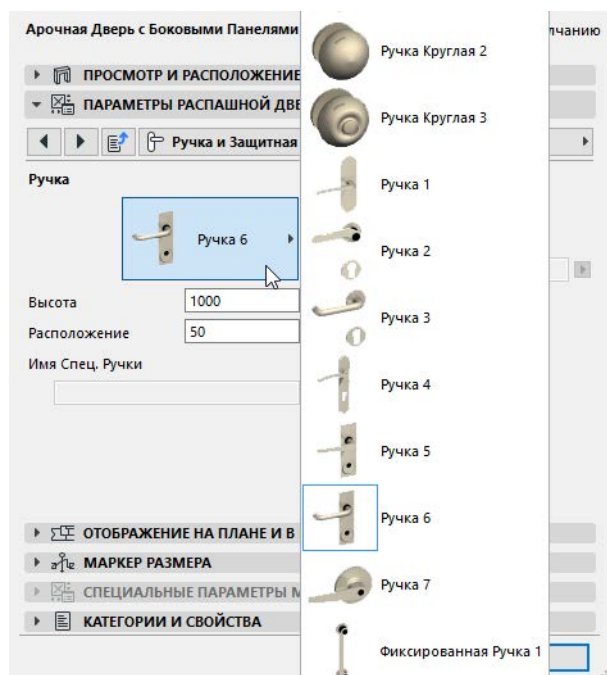 Арочная Дверь с Боковыми Панелями
лчанию
ПРОСМОТР И РАСПОЛОЖЕНИЕ
ПАРАМЕТРЫ РАСПАШНОЙ ДВЕ
Ручка и Защитная
Ручка
Ручка 6
Высота
1000
Расположение
50
Имя Спец. Ручки
ОТОБРАЖЕНИЕ НА ПЛАНЕ И В
МАРКЕР РАЗМЕРА
СПЕЦИАЛЬНЫЕ ПАРАМЕТРЫ М
КАТЕГОРИИ И СВОЙСТВА
Ручка Круглая 2
Ручка Круглая 3
Ручка 1
Ручка 2
Ручка 3
Ручка 4
Ручка 5
Ручка 6
Ручка 7
Фиксированная Ручка 1